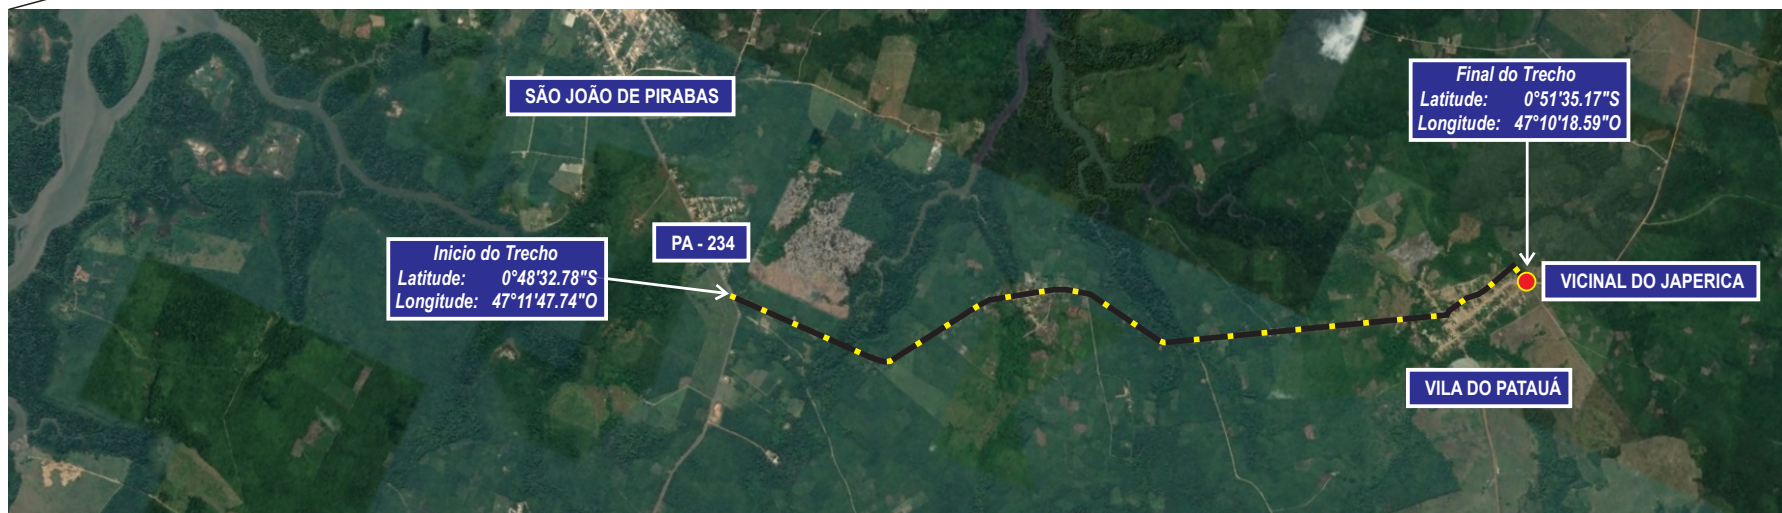 SÃO JOÃO DE PIRABAS
Final do Trecho
Latitude: 0°51'35.17"S
Longitude: 47°10'18.59"O
PA - 234
Inicio do Trecho
Latitude: 0°48'32.78"S
Longitude: 47°11'47.74"O
VICINAL DO JAPERICA
VILA DO PATAUÁ